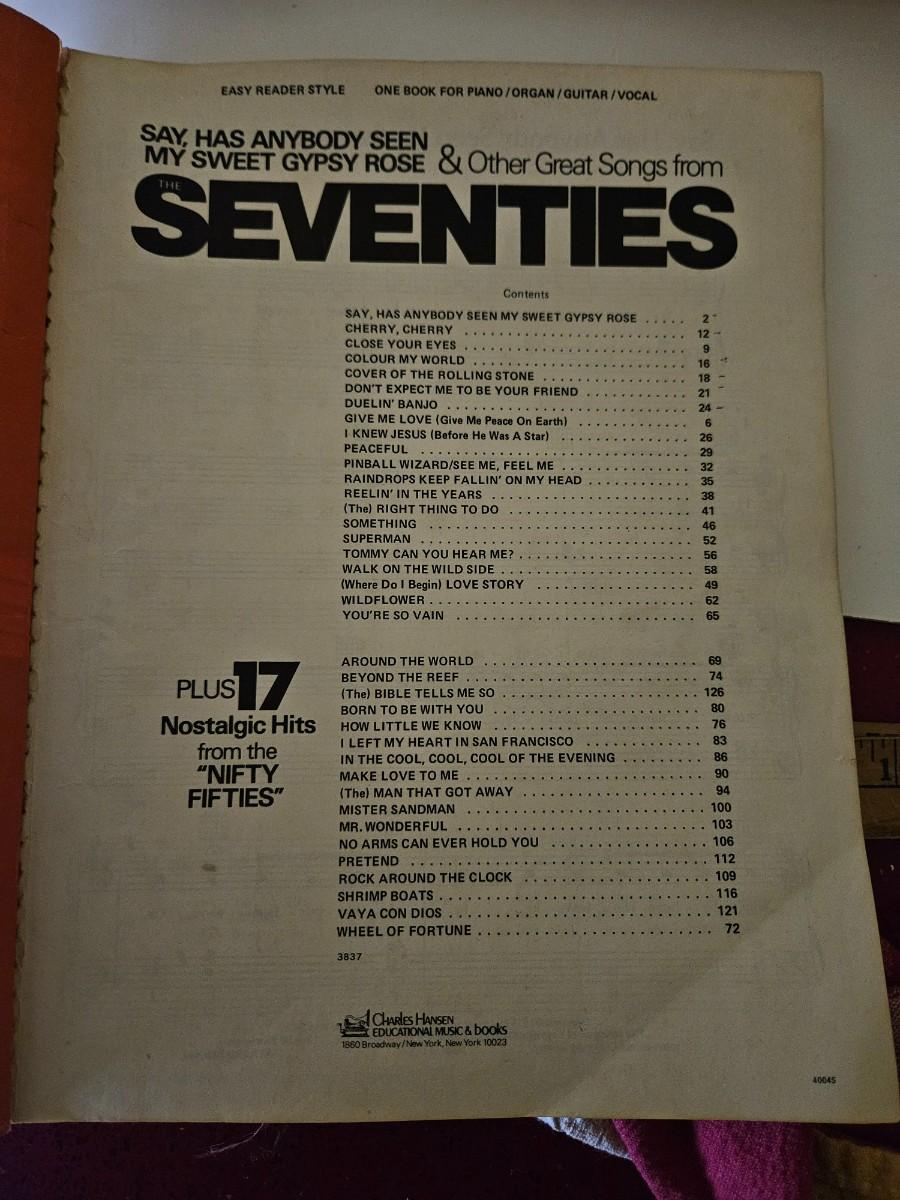 EASY READER STYLE ONE BOOK FOR PIANO/ORGAN/GUITAR/VOCAL
SAY, HAS ANYBODY SEEN
MY SWEET GYPSY ROSE & Other Great Songs from
THE
SEVENTIES
Contents
SAY, HAS ANYBODY SEEN MY SWEET GYPSY ROSE ..... 2
CHERRY, CHERRY ..... 12
CLOSE YOUR EYES ..... 9
COLOUR MY WORLD ..... 16
COVER OF THE ROLLING STONE ..... 18
DON'T EXPECT ME TO BE YOUR FRIEND ..... 21
DUELIN' BANJO ..... 24
GIVE ME LOVE (Give Me Peace On Earth) ..... 6
I KNEW JESUS (Before He Was A Star) ..... 26
PEACEFUL ..... 29
PINBALL WIZARD/SEE ME, FEEL ME ..... 32
RAINDROPS KEEP FALLIN' ON MY HEAD ..... 35
REELIN' IN THE YEARS ..... 38
(The) RIGHT THING TO DO ..... 41
SOMETHING ..... 46
SUPERMAN ..... 52
TOMMY CAN YOU HEAR ME? ..... 56
WALK ON THE WILD SIDE ..... 58
(Where Do I Begin) LOVE STORY ..... 49
WILDFLOWER ..... 62
YOU'RE SO VAIN ..... 65
PLUS 17
Nostalgic Hits
from the
"NIFTY
FIFTIES"
AROUND THE WORLD ..... 69
BEYOND THE REEF ..... 74
(The) BIBLE TELLS ME SO ..... 126
BORN TO BE WITH YOU ..... 80
HOW LITTLE WE KNOW ..... 76
I LEFT MY HEART IN SAN FRANCISCO ..... 83
IN THE COOL, COOL, COOL OF THE EVENING ..... 86
MAKE LOVE TO ME ..... 90
(The) MAN THAT GOT AWAY ..... 94
MISTER SANDMAN ..... 100
MR. WONDERFUL ..... 103
NO ARMS CAN EVER HOLD YOU ..... 106
PRETEND ..... 112
ROCK AROUND THE CLOCK ..... 109
SHRIMP BOATS ..... 116
VAYA CON DIOS ..... 121
WHEEL OF FORTUNE ..... 72
3837
CHARLES HANSEN
EDUCATIONAL MUSIC & books
1860 Broadway/New York, New York 10023
40045
1